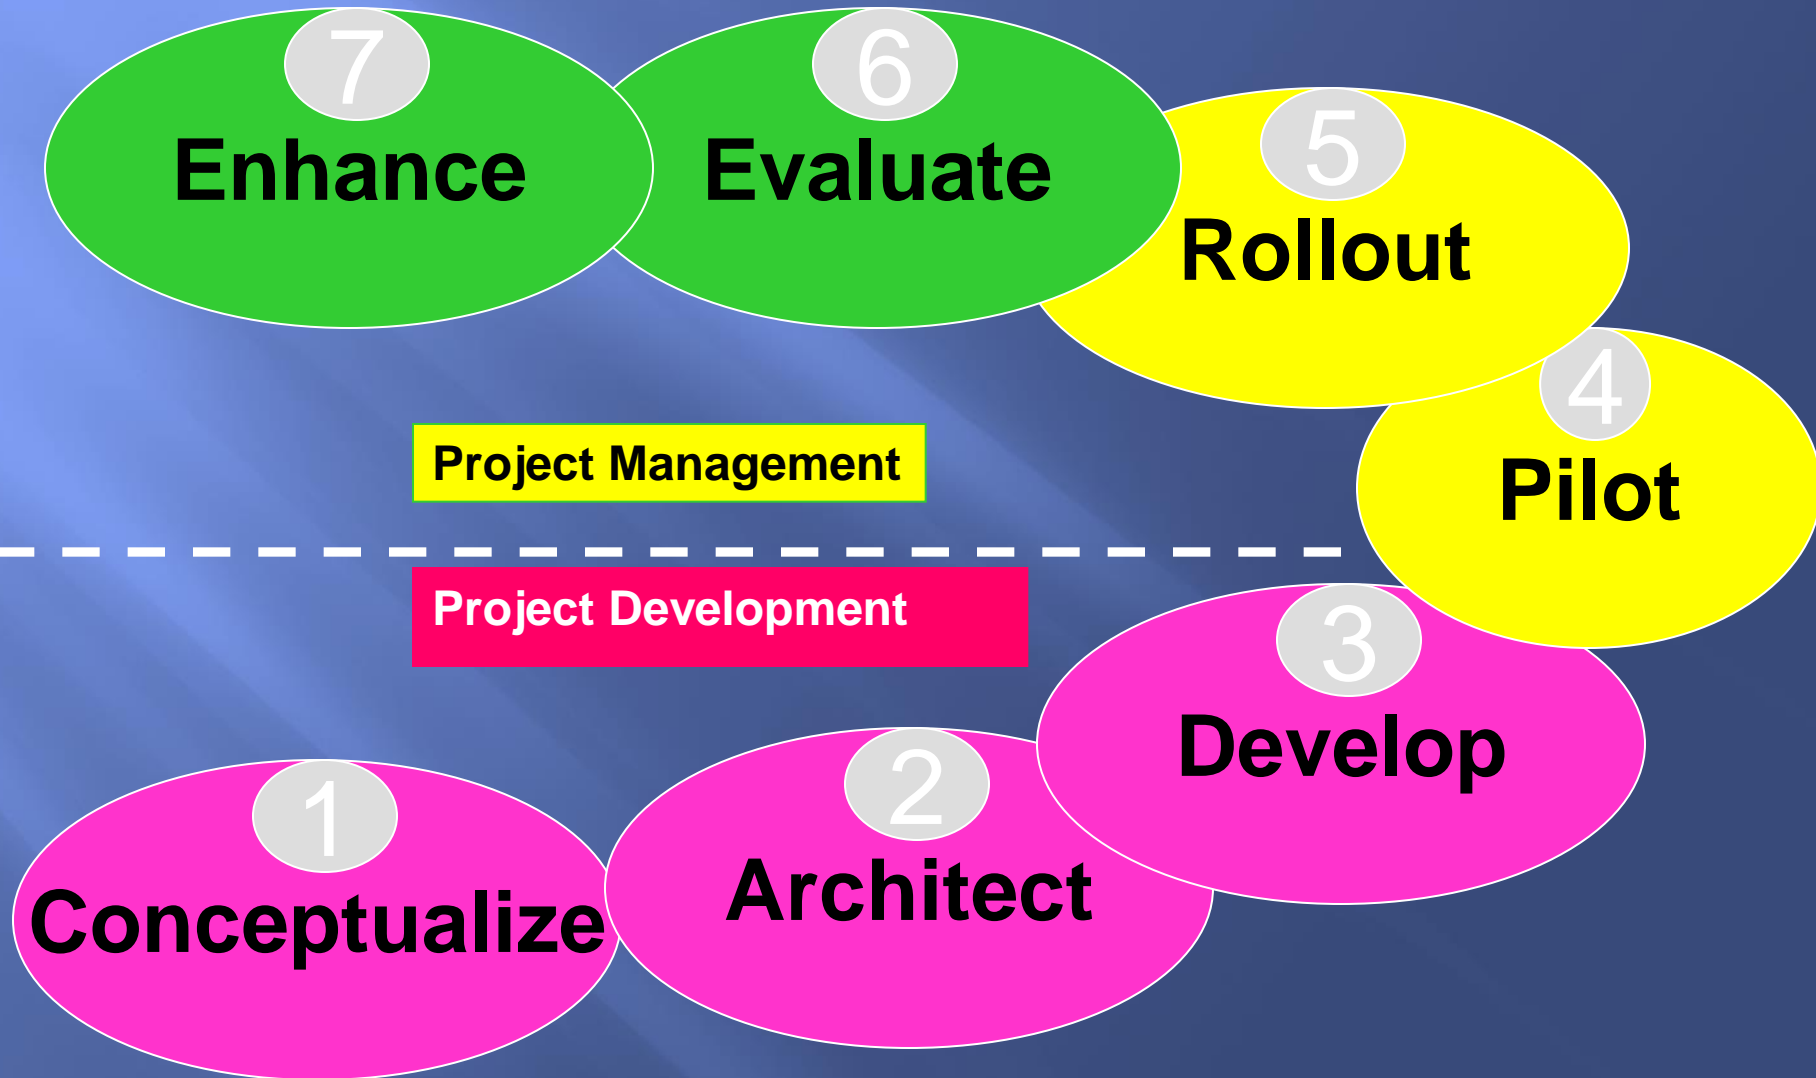 7
Enhance
6
Evaluate
5
Rollout
4
Pilot
Project Management
Project Development
3
Develop
2
Architect
1
Conceptualize